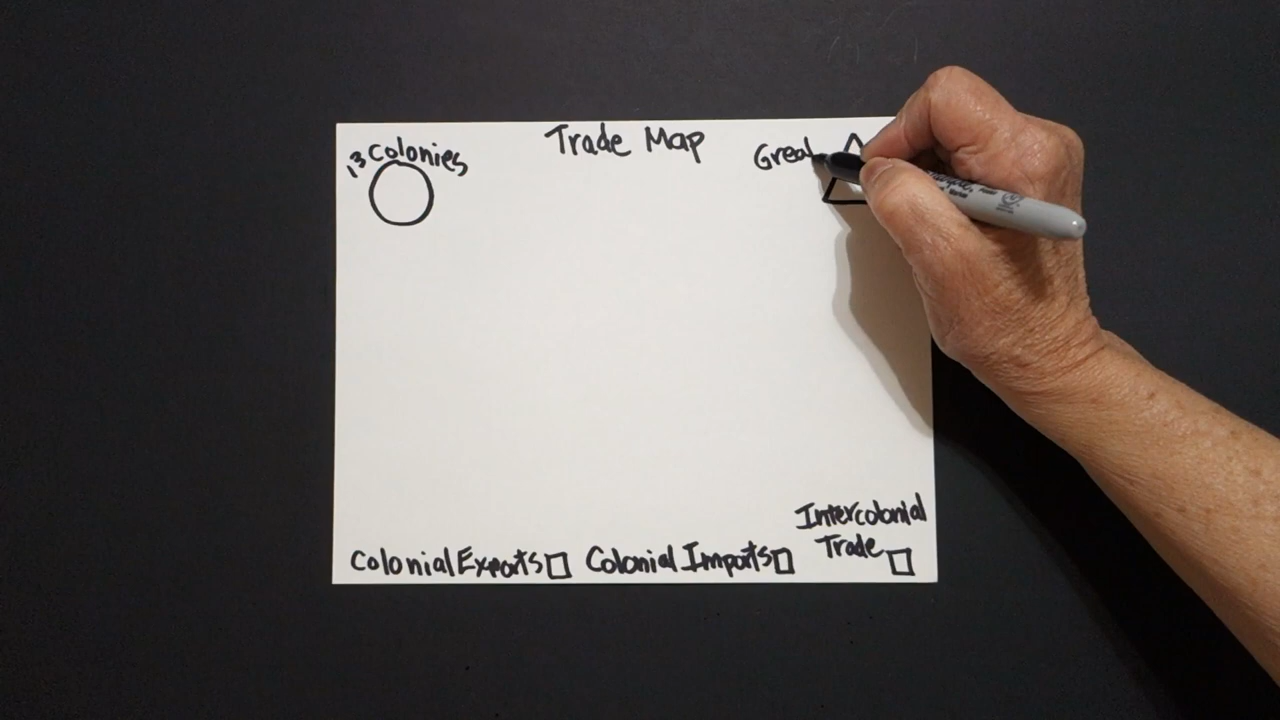 Trade Map
13 Colonies
Great
Intercolonial
Trade
Colonial Exports
Colonial Imports